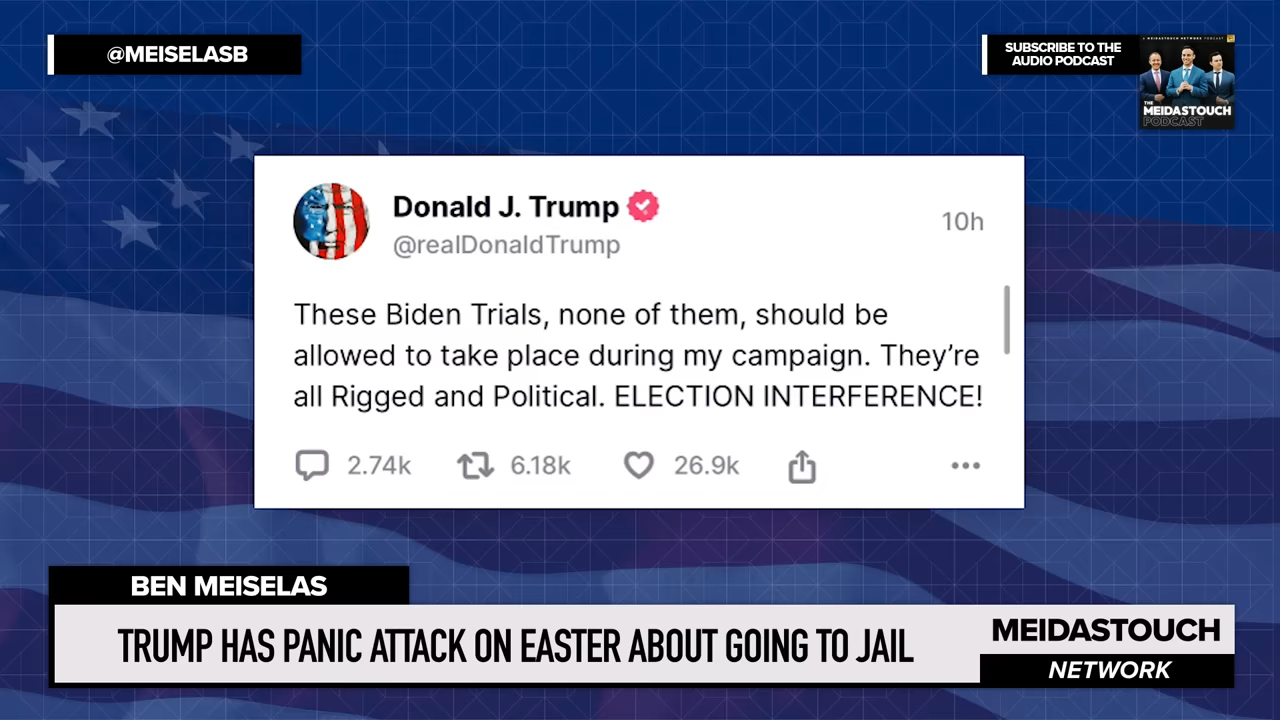 @MEISELASB
SUBSCRIBE TO THE
AUDIO PODCAST
THE
MEIDASTOUCH
PODCAST
Donald J. Trump
@realDonaldTrump
10h
These Biden Trials, none of them, should be
allowed to take place during my campaign. They’re
all Rigged and Political. ELECTION INTERFERENCE!
2.74k 6.18k 26.9k
BEN MEISELAS
TRUMP HAS PANIC ATTACK ON EASTER ABOUT GOING TO JAIL
MEIDASTOUCH
NETWORK